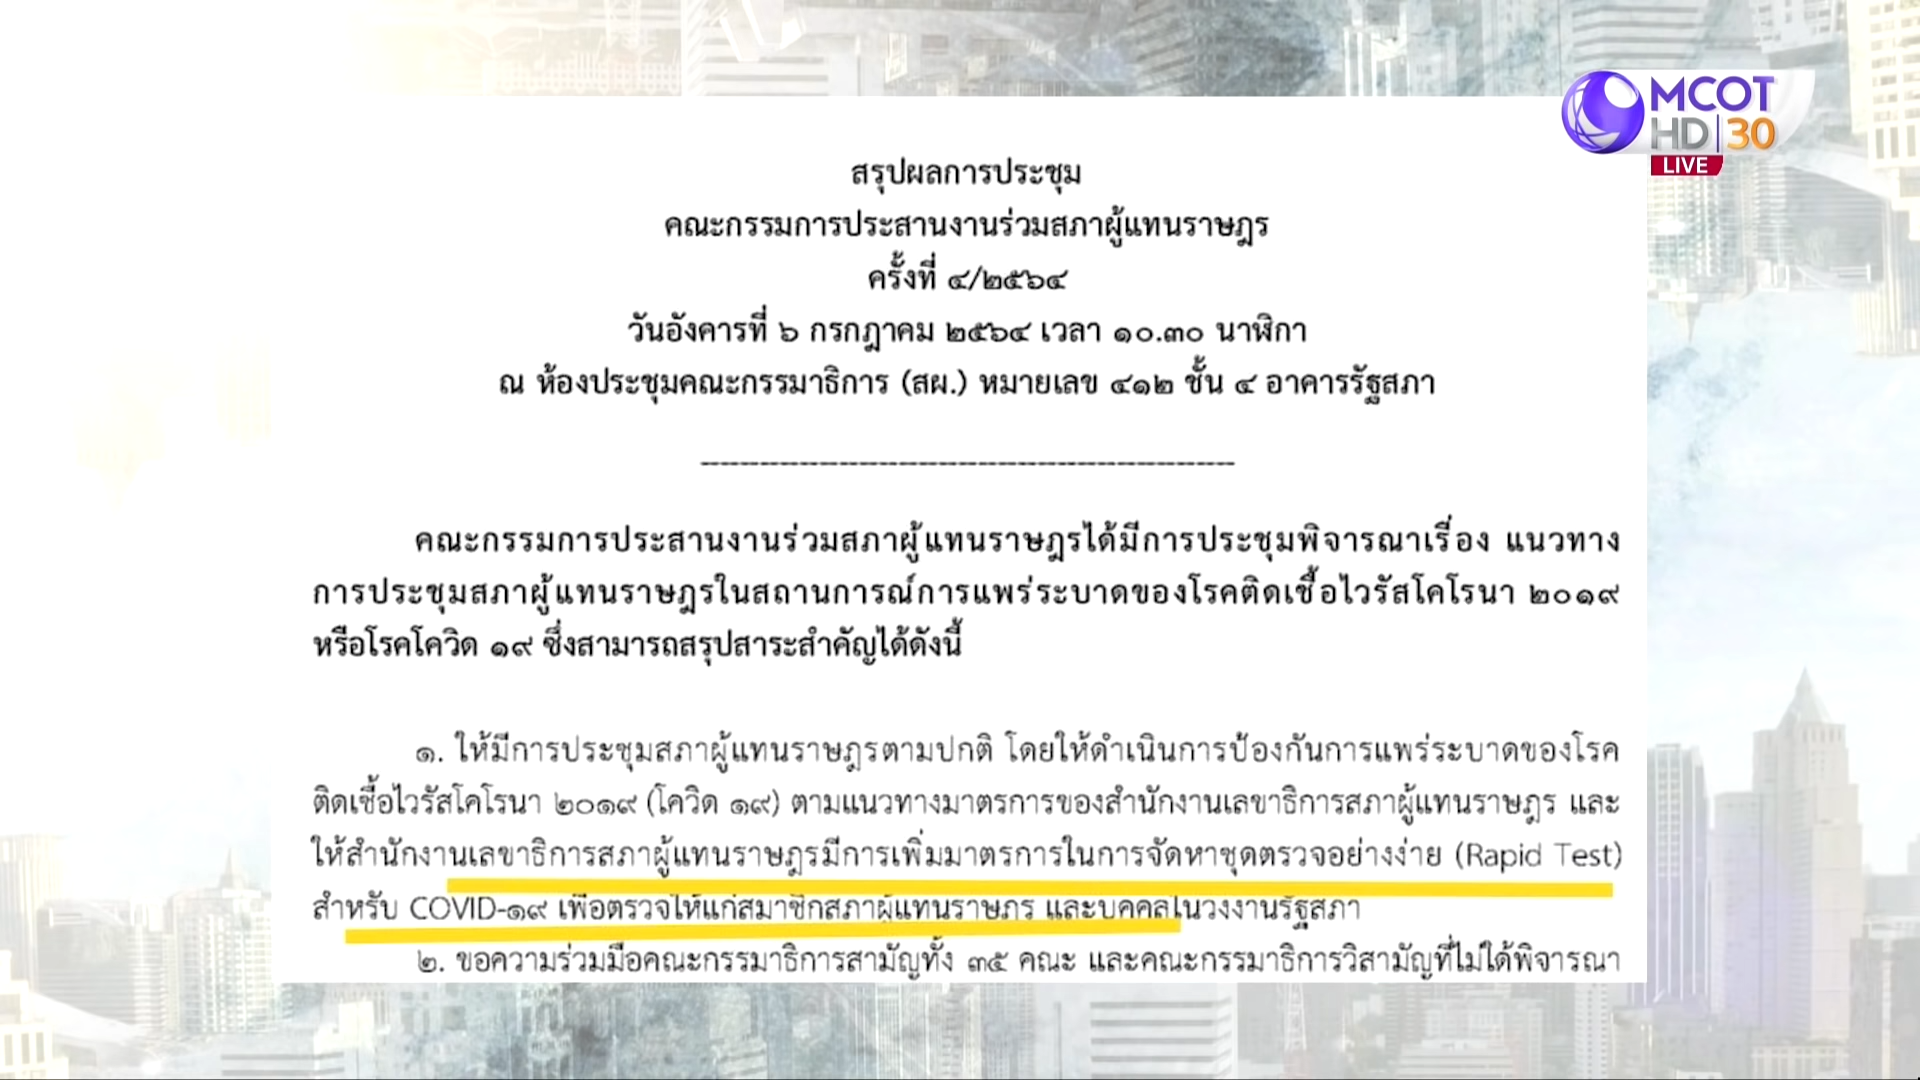 MCOT
HD 30
LIVE
สรุปผลการประชุม
คณะกรรมการประสานงานร่วมสภาผู้แทนราษฎร
ครั้งที่ ๔/๒๕๖๔
วันอังคารที่ ๖ กรกฎาคม ๒๕๖๔ เวลา ๑๐.๓๐ นาฬิกา
ณ ห้องประชุมคณะกรรมาธิการ (สผ.) หมายเลข ๔๑๒ ชั้น ๔ อาคารรัฐสภา
คณะกรรมการประสานงานร่วมสภาผู้แทนราษฎรได้มีการประชุมพิจารณาเรื่อง แนวทาง
การประชุมสภาผู้แทนราษฎรในสถานการณ์การแพร่ระบาดของโรคติดเชื้อไวรัสโคโรนา ๒๐๑๙
หรือโรคโควิด ๑๙ ซึ่งสามารถสรุปสาระสำคัญได้ดังนี้
๑. ให้มีการประชุมสภาผู้แทนราษฎรตามปกติ โดยให้ดำเนินการป้องกันการแพร่ระบาดของโรค
ติดเชื้อไวรัสโคโรนา ๒๐๑๙ (โควิด ๑๙) ตามแนวทางมาตรการของสำนักงานเลขาธิการสภาผู้แทนราษฎร และ
ให้สำนักงานเลขาธิการสภาผู้แทนราษฎรมีการเพิ่มมาตรการในการจัดหาชุดตรวจอย่างง่าย (Rapid Test)
สำหรับ COVID-๑๙ เพื่อตรวจให้แก่สมาชิกสภาผู้แทนราษฎร และบุคคลในวงงานรัฐสภา
๒. ขอความร่วมมือคณะกรรมาธิการสามัญทั้ง ๓๕ คณะ และคณะกรรมาธิการวิสามัญที่ไม่ได้พิจารณา